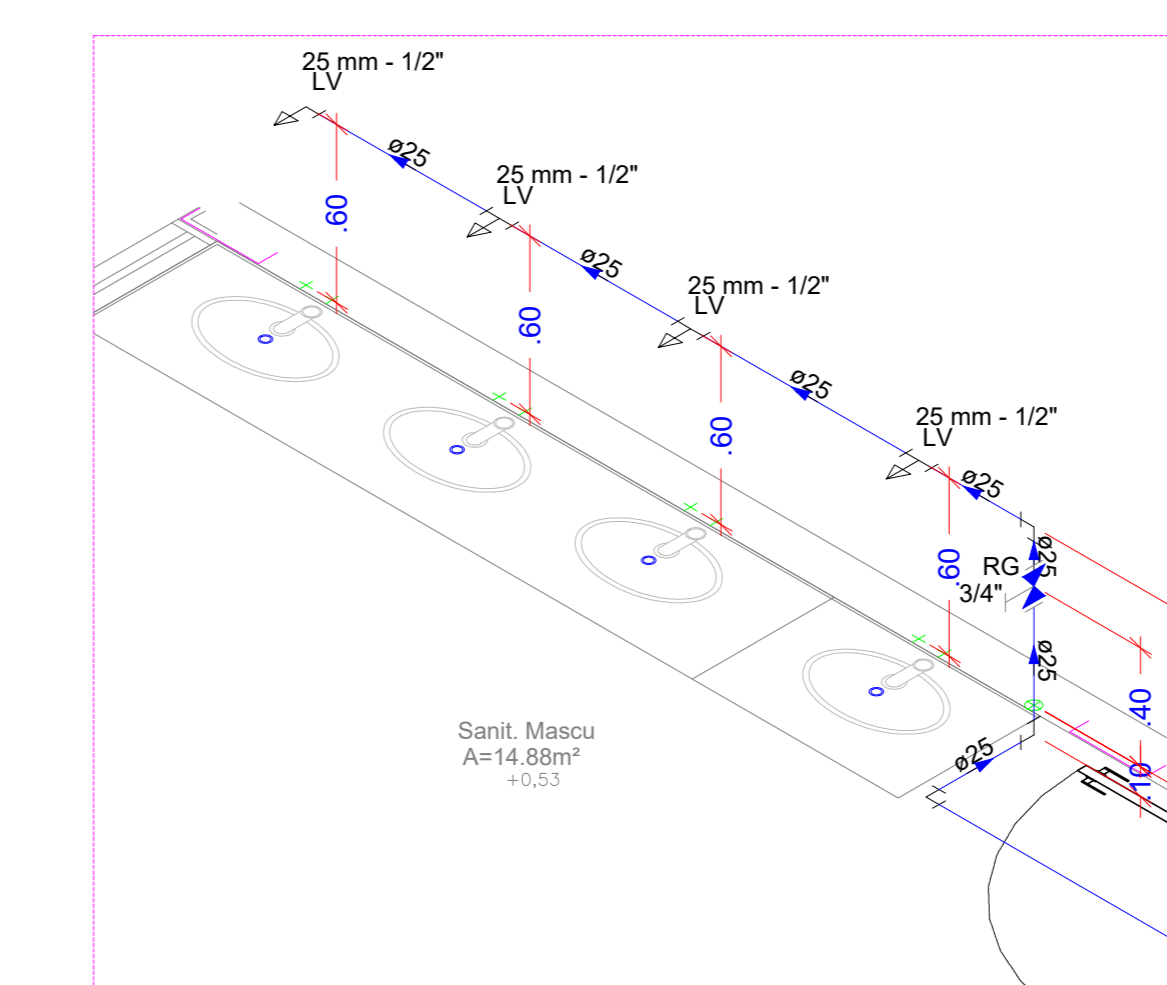 25 mm - 1/2"
LV
ø25
25 mm - 1/2"
LV
.60
ø25
25 mm - 1/2"
LV
.60
ø25
25 mm - 1/2"
LV
.60
ø25
ø25
RG
3/4"
.60
ø25
.40
Sanit. Mascu
A=14.88m²
+0,53
ø25
.10